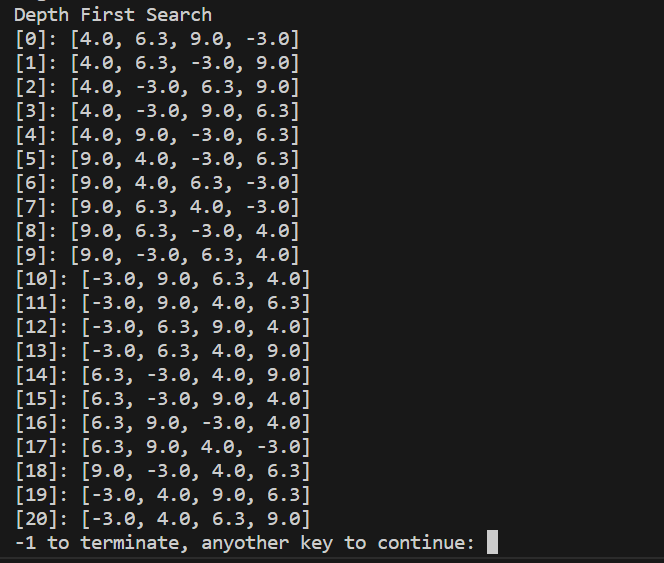 Depth First Search
[0]: [4.0, 6.3, 9.0, -3.0]
[1]: [4.0, 6.3, -3.0, 9.0]
[2]: [4.0, -3.0, 6.3, 9.0]
[3]: [4.0, -3.0, 9.0, 6.3]
[4]: [4.0, 9.0, -3.0, 6.3]
[5]: [9.0, 4.0, -3.0, 6.3]
[6]: [9.0, 4.0, 6.3, -3.0]
[7]: [9.0, 6.3, 4.0, -3.0]
[8]: [9.0, 6.3, -3.0, 4.0]
[9]: [9.0, -3.0, 6.3, 4.0]
[10]: [-3.0, 9.0, 6.3, 4.0]
[11]: [-3.0, 9.0, 4.0, 6.3]
[12]: [-3.0, 6.3, 9.0, 4.0]
[13]: [-3.0, 6.3, 4.0, 9.0]
[14]: [6.3, -3.0, 4.0, 9.0]
[15]: [6.3, -3.0, 9.0, 4.0]
[16]: [6.3, 9.0, -3.0, 4.0]
[17]: [6.3, 9.0, 4.0, -3.0]
[18]: [9.0, -3.0, 4.0, 6.3]
[19]: [-3.0, 4.0, 9.0, 6.3]
[20]: [-3.0, 4.0, 6.3, 9.0]
-1 to terminate, anyother key to continue: